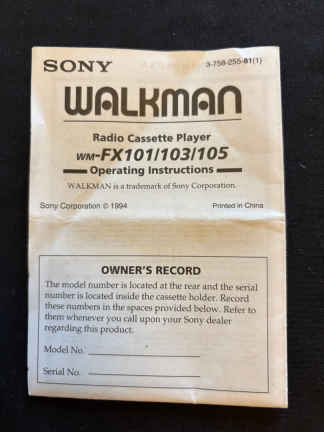 SONY
3-758-255-81(1)
WALKMAN
Radio Cassette Player
WM-FX101/103/105
Operating Instructions
WALKMAN is a trademark of Sony Corporation.
Sony Corporation © 1994
Printed in China
OWNER'S RECORD
The model number is located at the rear and the serial
number is located inside the cassette holder. Record
these numbers in the spaces provided below. Refer to
them whenever you call upon your Sony dealer
regarding this product.
Model No.
Serial No.